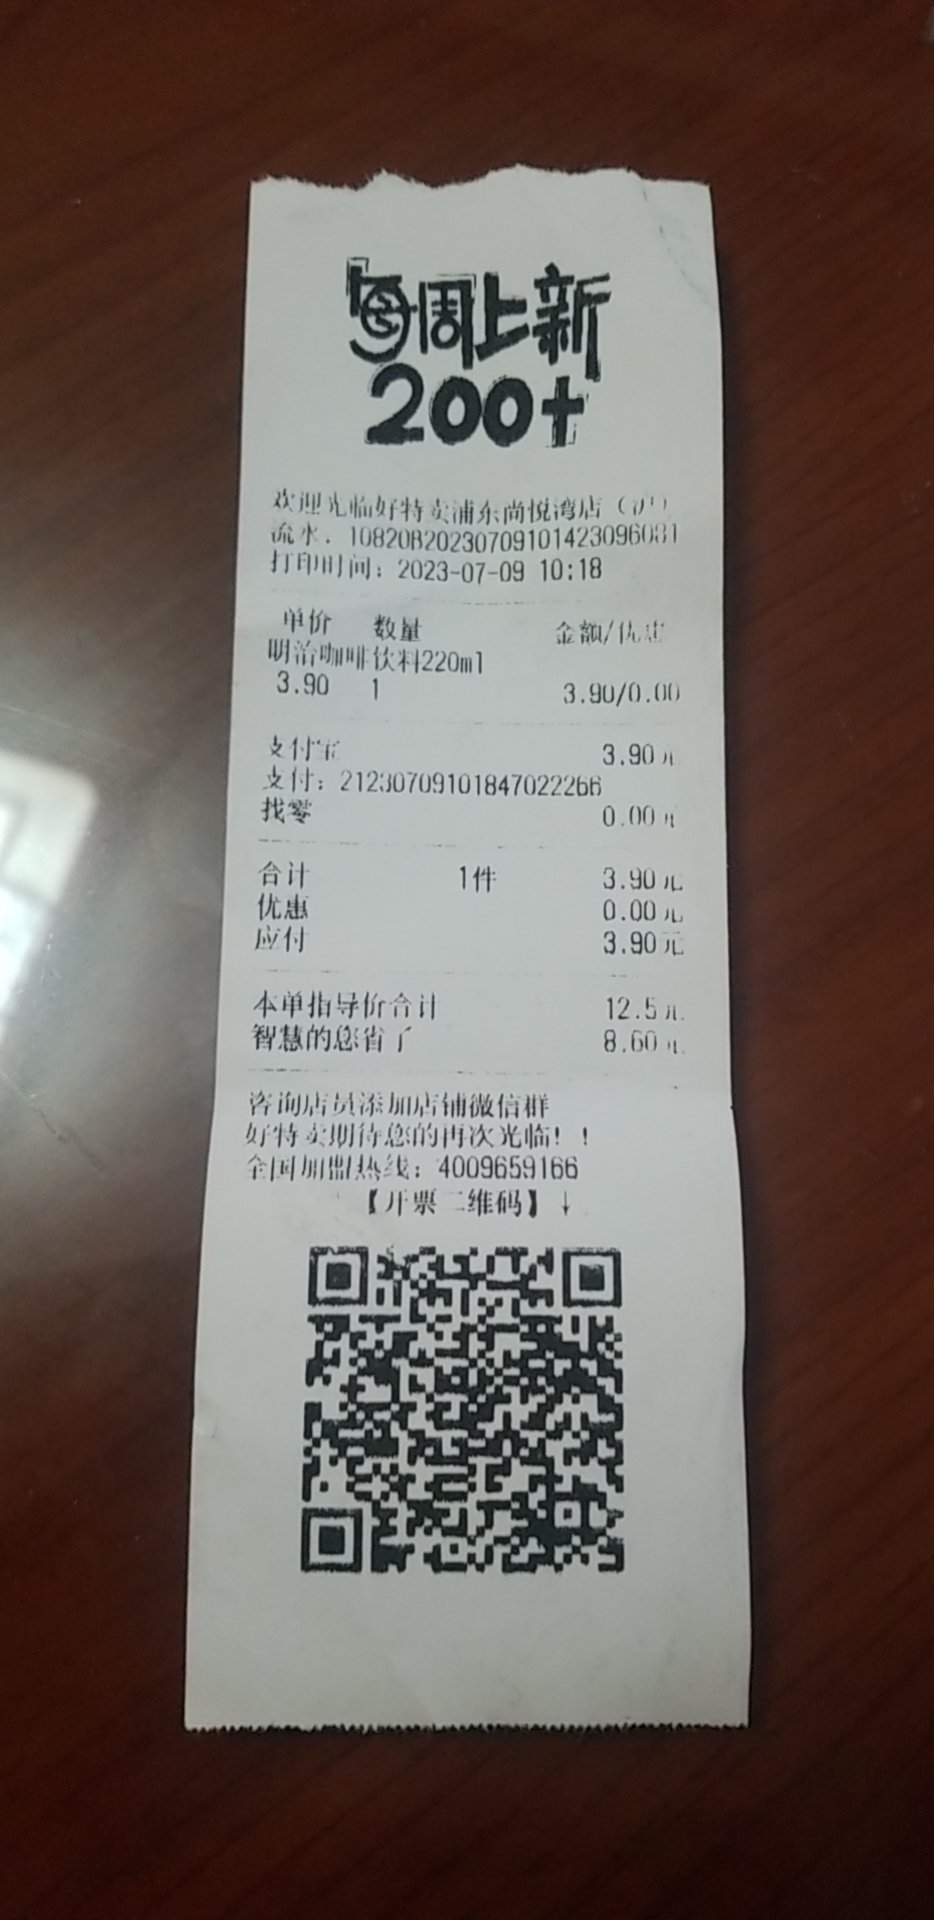 每周上新
200+
欢迎光临好特卖浦东尚悦湾店（沪）
流水：10820B20230709101423096031
打印时间：2023-07-09 10:18
单价 数量 金额/优惠
明治咖啡饮料220ml
3.90 1 3.90/0.00
支付宝 3.90元
支付：21230709101847022266
找零 0.00元
合计 1件 3.90元
优惠 0.00元
应付 3.90元
本单指导价合计 12.5元
智慧的您省了 8.60元
咨询店员添加店铺微信群
好特卖期待您的再次光临！！
全国加盟热线：4009659166
【开票二维码】↓